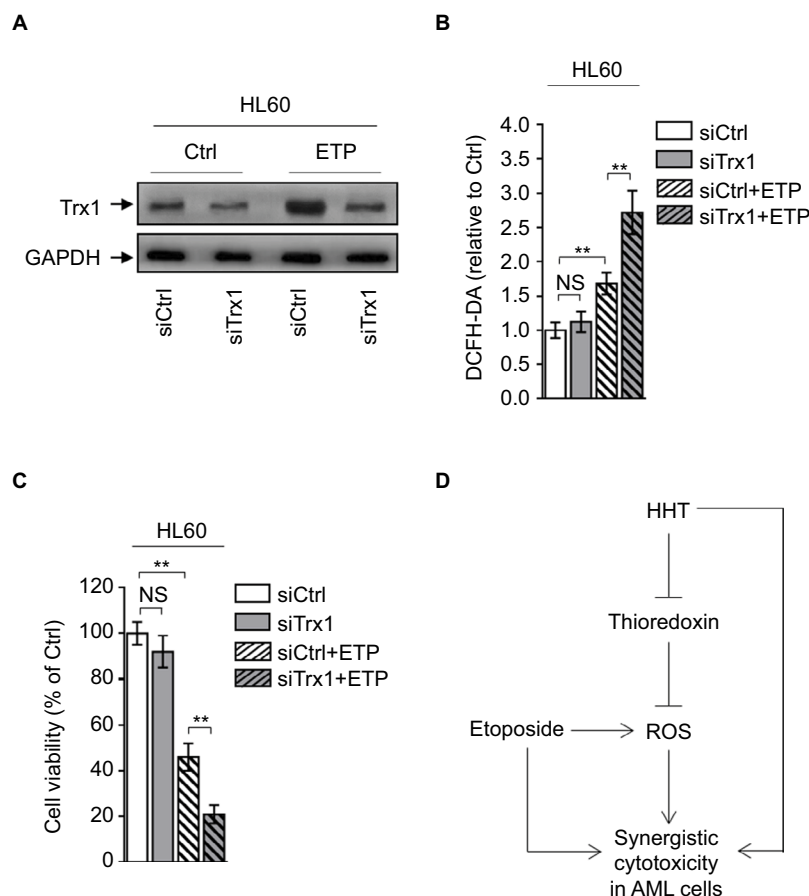 A
HL60
Ctrl ETP
Trx1
GAPDH
siCtrl siTrx1 siCtrl siTrx1
B
HL60
DCFH-DA (relative to Ctrl)
4.0
3.5
3.0
2.5
2.0
1.5
1.0
0.5
0.0
NS
**
**
siCtrl
siTrx1
siCtrl+ETP
siTrx1+ETP
C
HL60
Cell viability (% of Ctrl)
120
100
80
60
40
20
0
**
NS
**
siCtrl
siTrx1
siCtrl+ETP
siTrx1+ETP
D
HHT
Thioredoxin
Etoposide
ROS
Synergistic
cytotoxicity
in AML cells